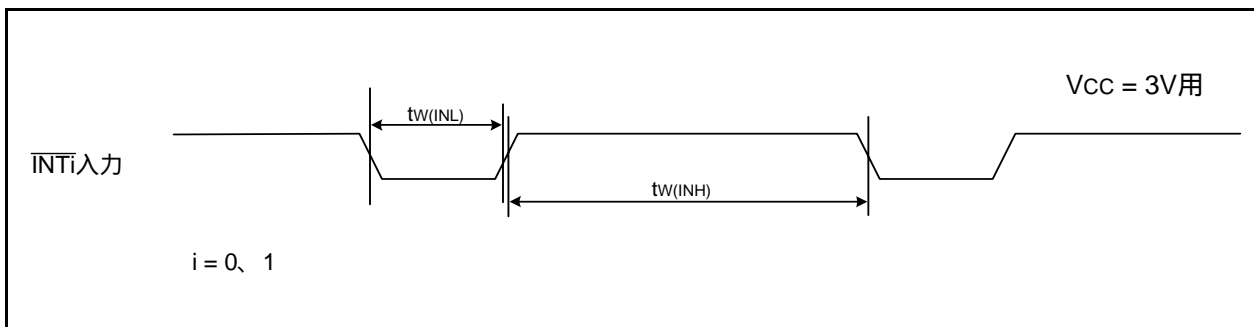 VCC = 3V用
tW(INL)
INTi入力
tW(INH)
i = 0、 1